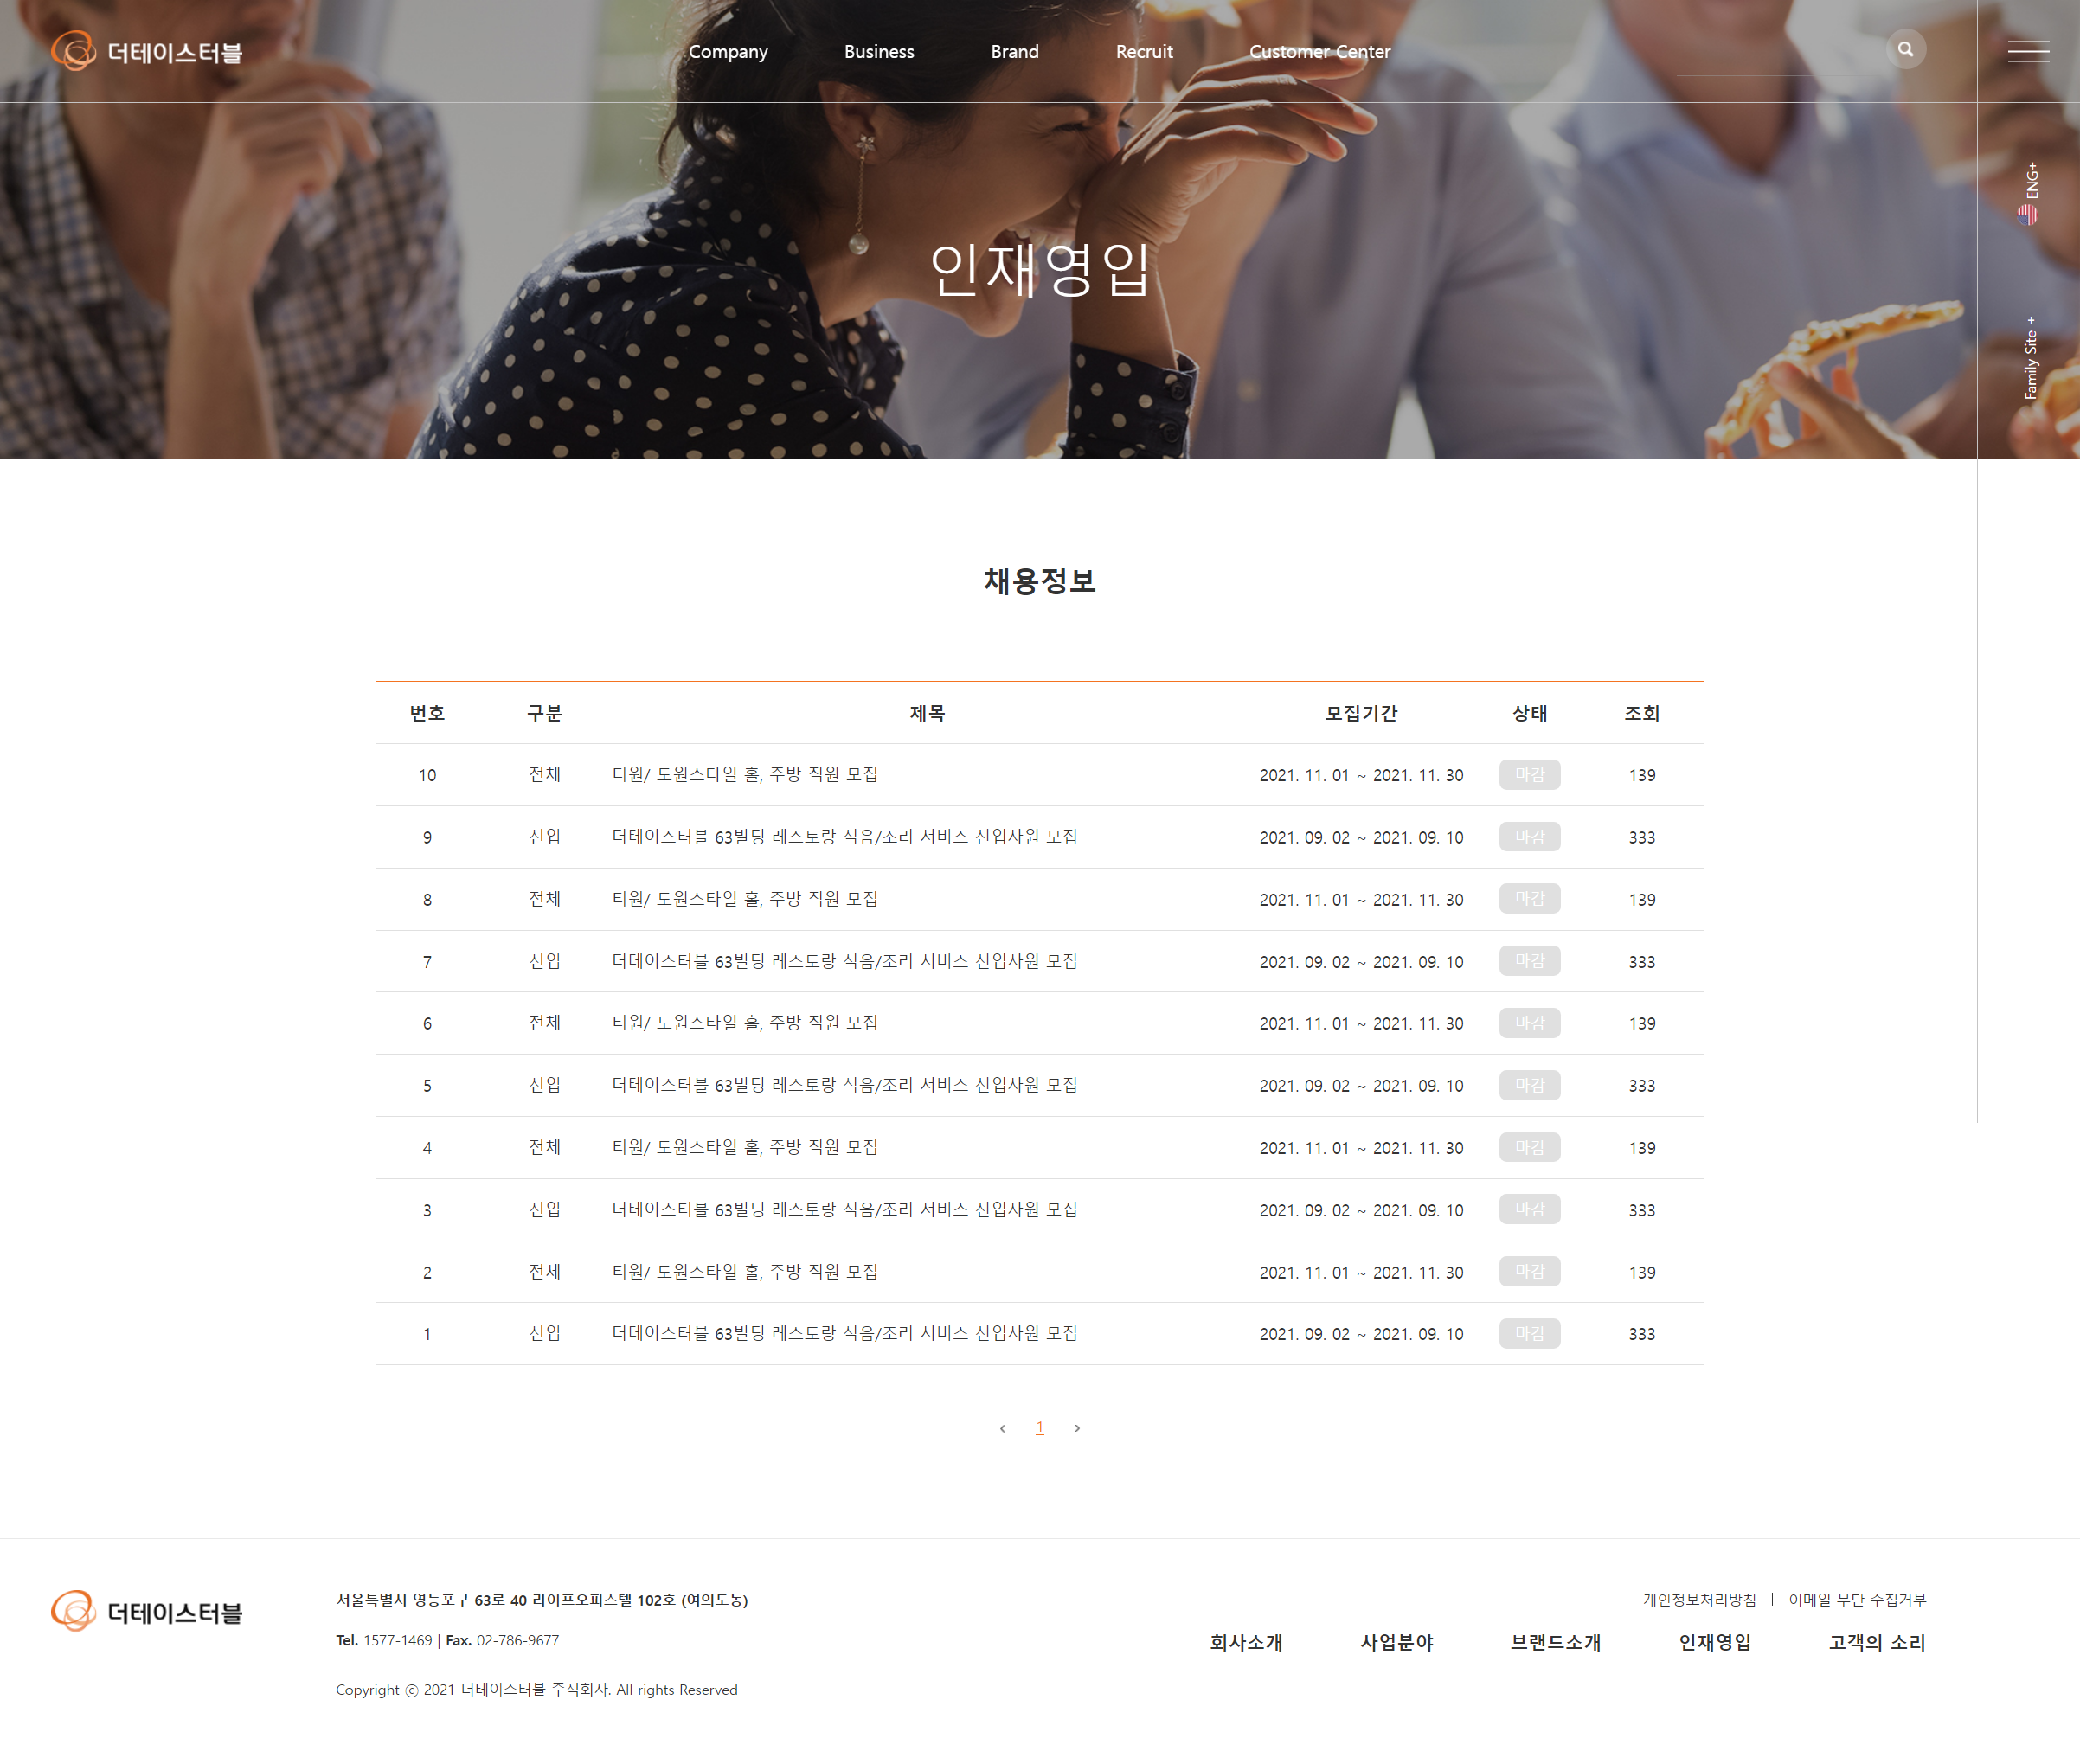 더테이스터블
Company Business Brand Recruit Customer Center
ENG+
Family Site +
인재영입
채용정보
번호 구분 제목 모집기간 상태 조회
10 전체 티원/ 도원스타일 홀, 주방 직원 모집 2021. 11. 01 ~ 2021. 11. 30 마감 139
9 신입 더테이스터블 63빌딩 레스토랑 식음/조리 서비스 신입사원 모집 2021. 09. 02 ~ 2021. 09. 10 마감 333
8 전체 티원/ 도원스타일 홀, 주방 직원 모집 2021. 11. 01 ~ 2021. 11. 30 마감 139
7 신입 더테이스터블 63빌딩 레스토랑 식음/조리 서비스 신입사원 모집 2021. 09. 02 ~ 2021. 09. 10 마감 333
6 전체 티원/ 도원스타일 홀, 주방 직원 모집 2021. 11. 01 ~ 2021. 11. 30 마감 139
5 신입 더테이스터블 63빌딩 레스토랑 식음/조리 서비스 신입사원 모집 2021. 09. 02 ~ 2021. 09. 10 마감 333
4 전체 티원/ 도원스타일 홀, 주방 직원 모집 2021. 11. 01 ~ 2021. 11. 30 마감 139
3 신입 더테이스터블 63빌딩 레스토랑 식음/조리 서비스 신입사원 모집 2021. 09. 02 ~ 2021. 09. 10 마감 333
2 전체 티원/ 도원스타일 홀, 주방 직원 모집 2021. 11. 01 ~ 2021. 11. 30 마감 139
1 신입 더테이스터블 63빌딩 레스토랑 식음/조리 서비스 신입사원 모집 2021. 09. 02 ~ 2021. 09. 10 마감 333
‹ 1 ›
더테이스터블
서울특별시 영등포구 63로 40 라이프오피스텔 102호 (여의도동)
Tel. 1577-1469 | Fax. 02-786-9677
Copyright ⓒ 2021 더테이스터블 주식회사. All rights Reserved
개인정보처리방침 | 이메일 무단 수집거부
회사소개 사업분야 브랜드소개 인재영입 고객의 소리